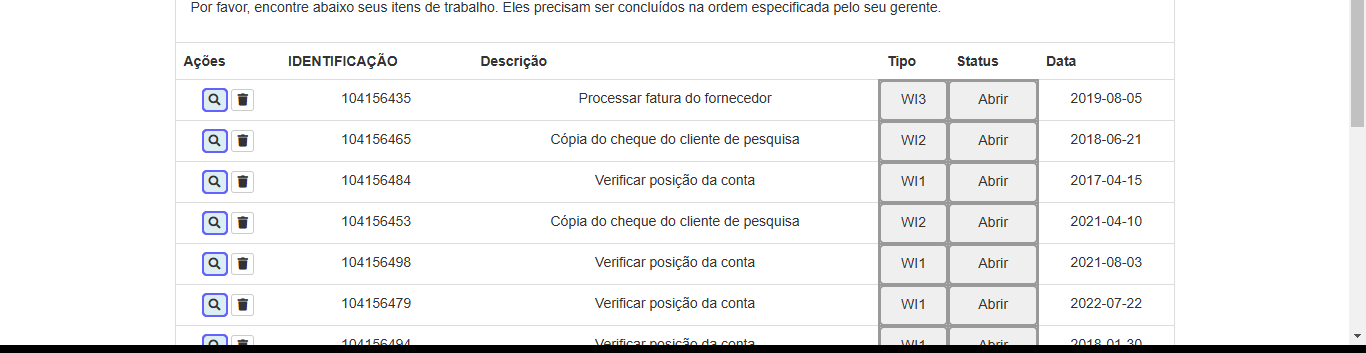 Por favor, encontre abaixo seus itens de trabalho. Eles precisam ser concluídos na ordem especificada pelo seu gerente.
Ações IDENTIFICAÇÃO Descrição Tipo Status Data
104156435 Processar fatura do fornecedor WI3 Abrir 2019-08-05
104156465 Cópia do cheque do cliente de pesquisa WI2 Abrir 2018-06-21
104156484 Verificar posição da conta WI1 Abrir 2017-04-15
104156453 Cópia do cheque do cliente de pesquisa WI2 Abrir 2021-04-10
104156498 Verificar posição da conta WI1 Abrir 2021-08-03
104156479 Verificar posição da conta WI1 Abrir 2022-07-22
104156494 Verificar posição da conta WI1 Abrir 2018-01-30